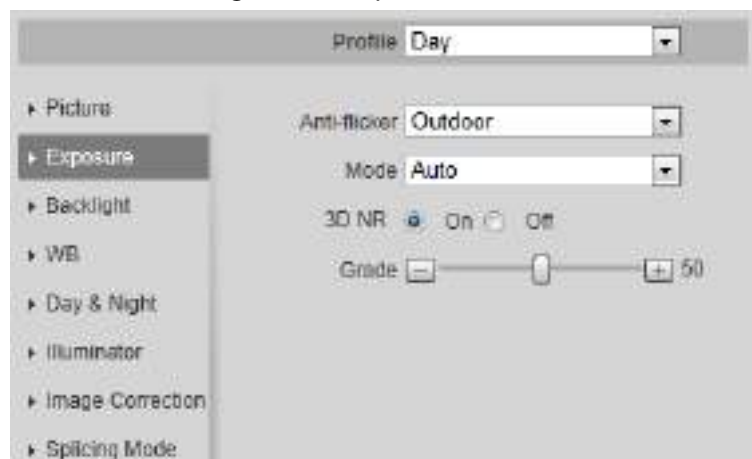 Profile Day
Picture
Exposure
Backlight
WB
Day & Night
Illuminator
Image Correction
Splicing Mode
Anti-flicker Outdoor
Mode Auto
3D NR On Off
Grade 50